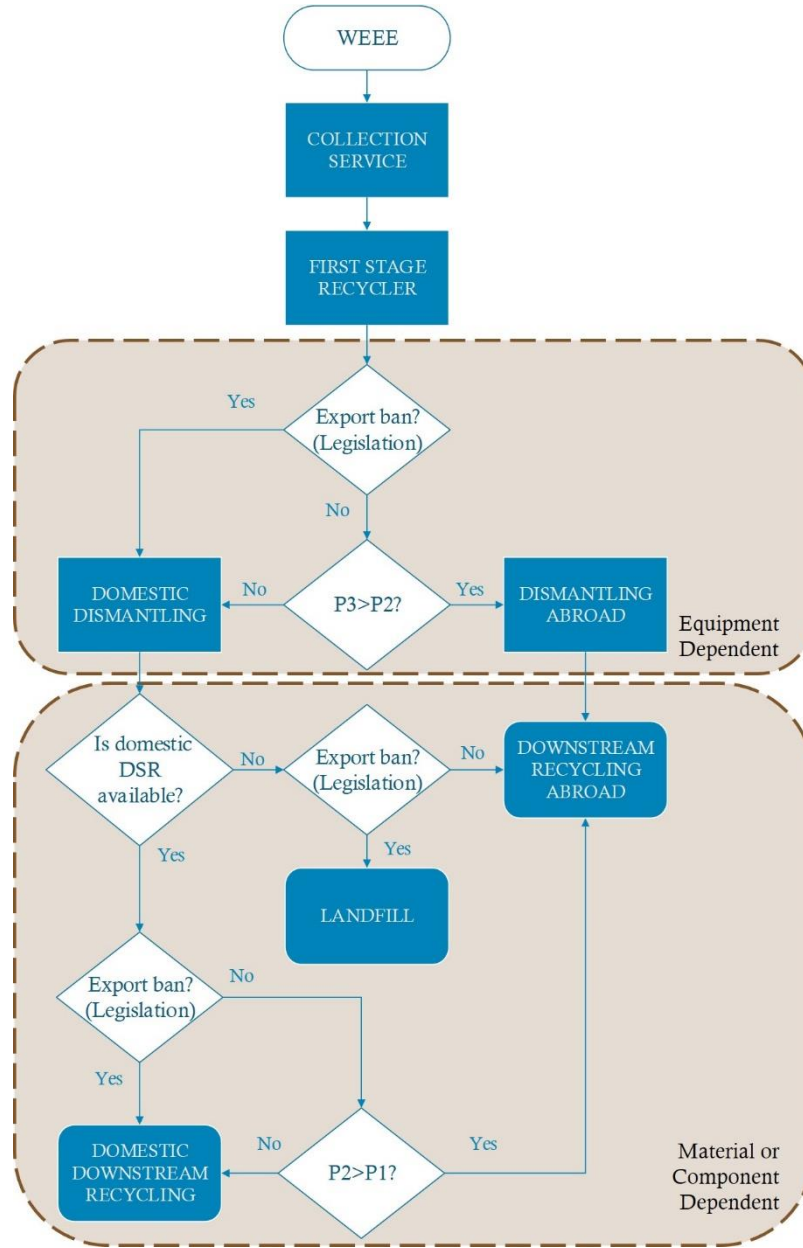 WEEE
COLLECTION
SERVICE
FIRST STAGE
RECYCLER
Yes
Export ban?
(Legislation)
No
DOMESTIC
DISMANTLING
No
P3>P2?
Yes
DISMANTLING
ABROAD
Equipment
Dependent
Is domestic
DSR
available?
No
Export ban?
(Legislation)
No
DOWNSTREAM
RECYCLING
ABROAD
Yes
Yes
LANDFILL
Export ban?
(Legislation)
No
Yes
DOMESTIC
DOWNSTREAM
RECYCLING
No
P2>P1?
Yes
Material or
Component
Dependent